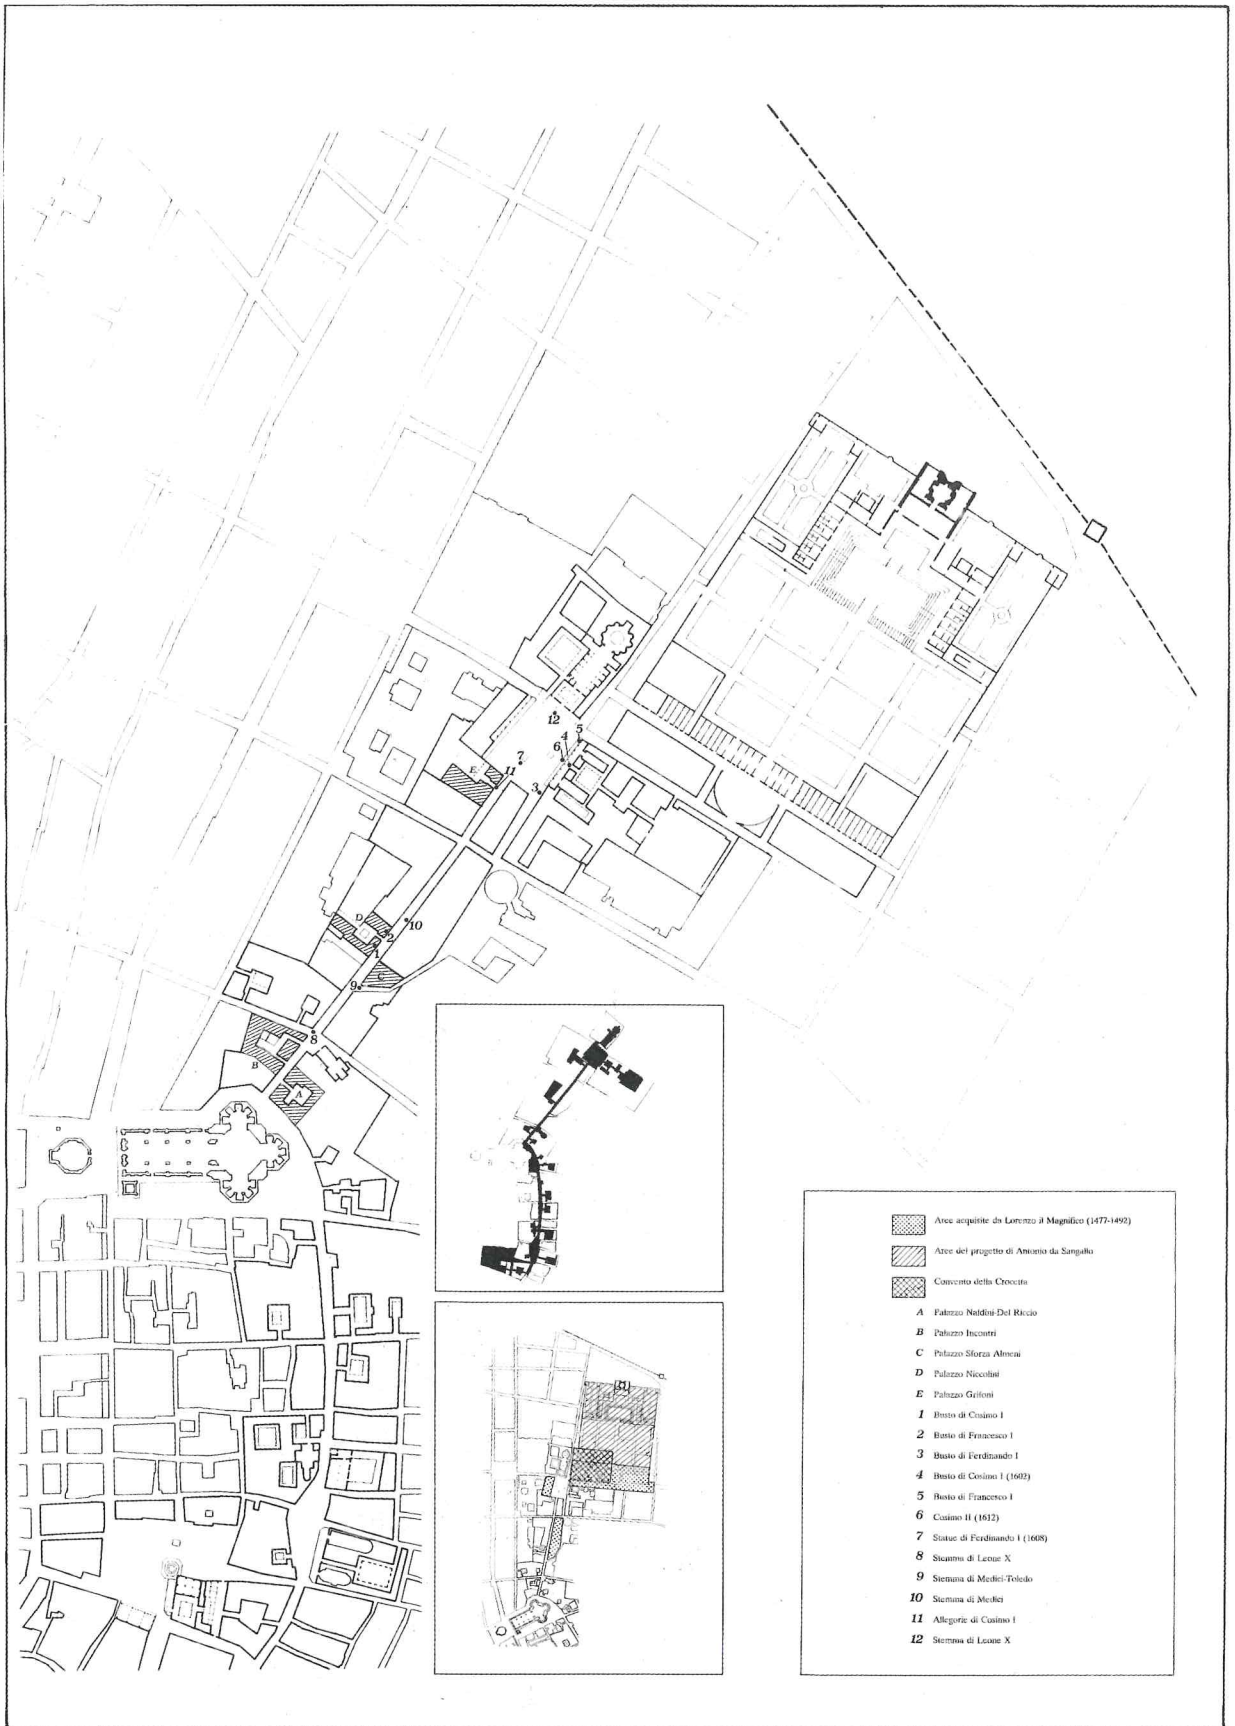 12
5
4
6
7
E
11
3
D
10
2
1
C
9
8
B
A
Aree acquisite da Lorenzo il Magnifico (1477-1492)
Aree del progetto di Antonio da Sangallo
Convento della Crocetta
A Palazzo Naldini-Del Riccio
B Palazzo Incontri
C Palazzo Sforza Almeni
D Palazzo Niccolini
E Palazzo Grifoni
1 Busto di Cosimo I
2 Busto di Francesco I
3 Busto di Ferdinando I
4 Busto di Cosimo I (1602)
5 Busto di Francesco I
6 Cosimo II (1612)
7 Statue di Ferdinando I (1608)
8 Stemma di Leone X
9 Stemma di Medici-Toledo
10 Stemma di Medici
11 Allegorie di Cosimo I
12 Stemma di Leone X